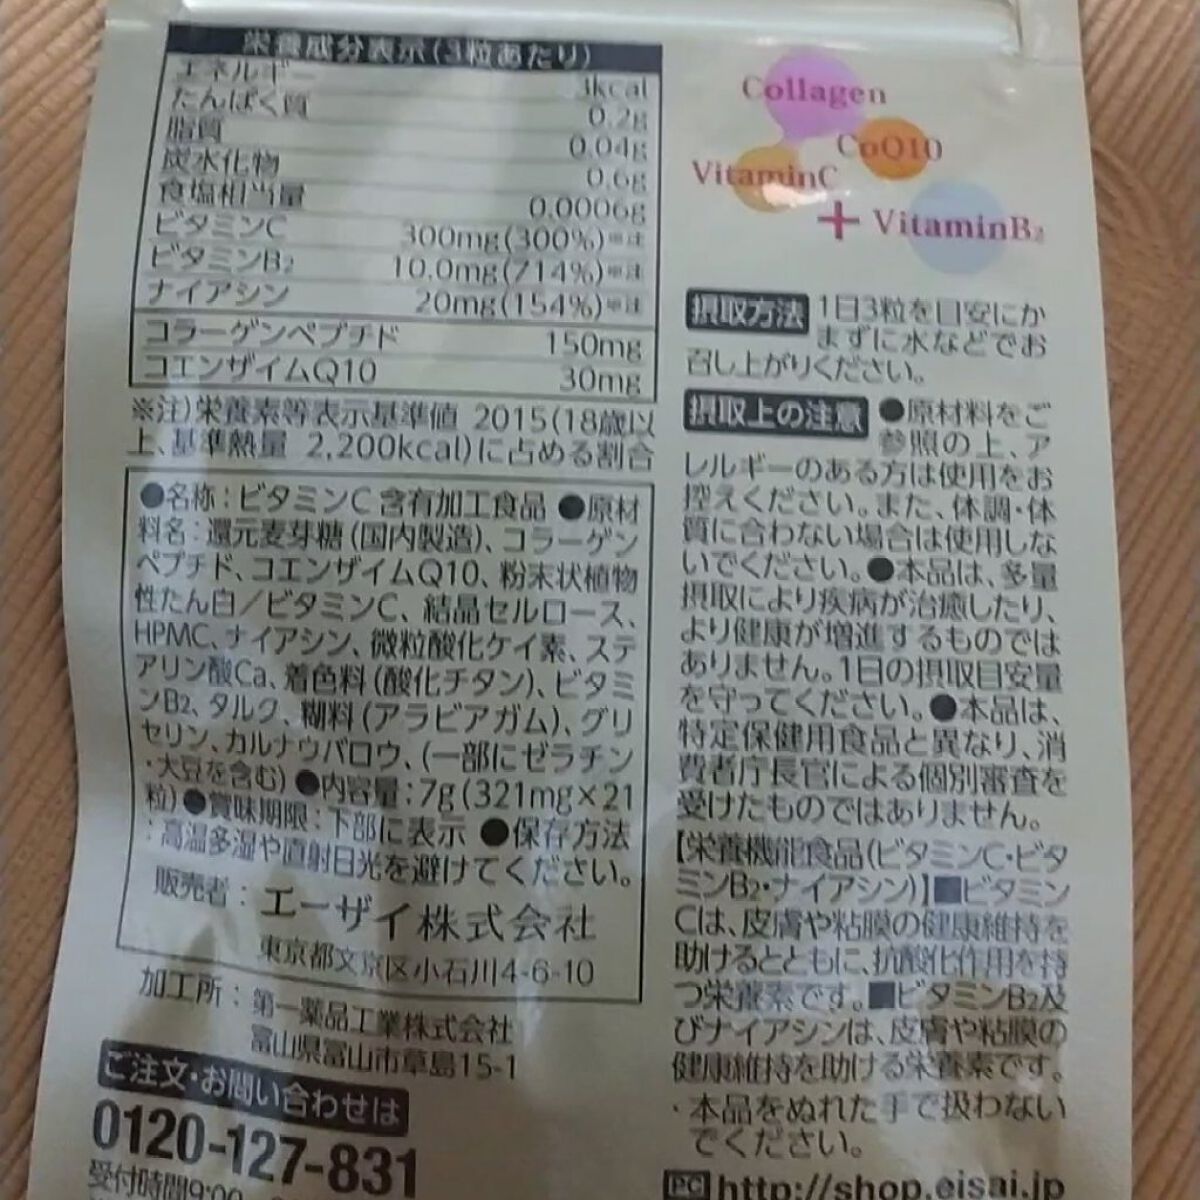 栄養成分表示(3粒あたり)
エネルギー 3kcal
たんぱく質 0.2g
脂質 0.04g
炭水化物 0.6g
食塩相当量 0.0006g
ビタミンC 300mg(300%)※注
ビタミンB2 10.0mg(714%)※注
ナイアシン 20mg(154%)※注
コラーゲンペプチド 150mg
コエンザイムQ10 30mg
※注)栄養素等表示基準値 2015(18歳以
上、基準熱量 2,200kcal)に占める割合
●名称：ビタミンC 含有加工食品 ●原材
料名：還元麦芽糖(国内製造)、コラーゲン
ペプチド、コエンザイムQ10、粉末状植物
性たん白／ビタミンC、結晶セルロース、
HPMC、ナイアシン、微粒酸化ケイ素、ステ
アリン酸Ca、着色料(酸化チタン)、ビタミ
ンB2、タルク、糊料(アラビアガム)、グリ
セリン、カルナウバロウ、(一部にゼラチン
・大豆を含む) ●内容量：7g(321mg×21
粒) ●賞味期限：下部に表示 ●保存方法
：高温多湿や直射日光を避けてください。
販売者：エーザイ株式会社
東京都文京区小石川4-6-10
加工所：第一薬品工業株式会社
富山県富山市草島15-1
ご注文・お問い合わせは
0120-127-831
受付時間9:00
Collagen
CoQ10
VitaminC
+ VitaminB2
摂取方法 1日3粒を目安にか
まずに水などでお
召し上がりください。
摂取上の注意 ●原材料をご
参照の上、ア
レルギーのある方は使用をお
控えください。また、体調・体
質に合わない場合は使用しな
いでください。●本品は、多量
摂取により疾病が治癒したり、
より健康が増進するものでは
ありません。1日の摂取目安量
を守ってください。●本品は、
特定保健用食品と異なり、消
費者庁長官による個別審査を
受けたものではありません。
【栄養機能食品(ビタミンC・ビタ
ミンB2・ナイアシン)】■ビタミン
Cは、皮膚や粘膜の健康維持を
助けるとともに、抗酸化作用を持
つ栄養素です。■ビタミンB2及
びナイアシンは、皮膚や粘膜の
健康維持を助ける栄養素です。
・本品をぬれた手で扱わない
でください。
PC http://shop.eisai.jp